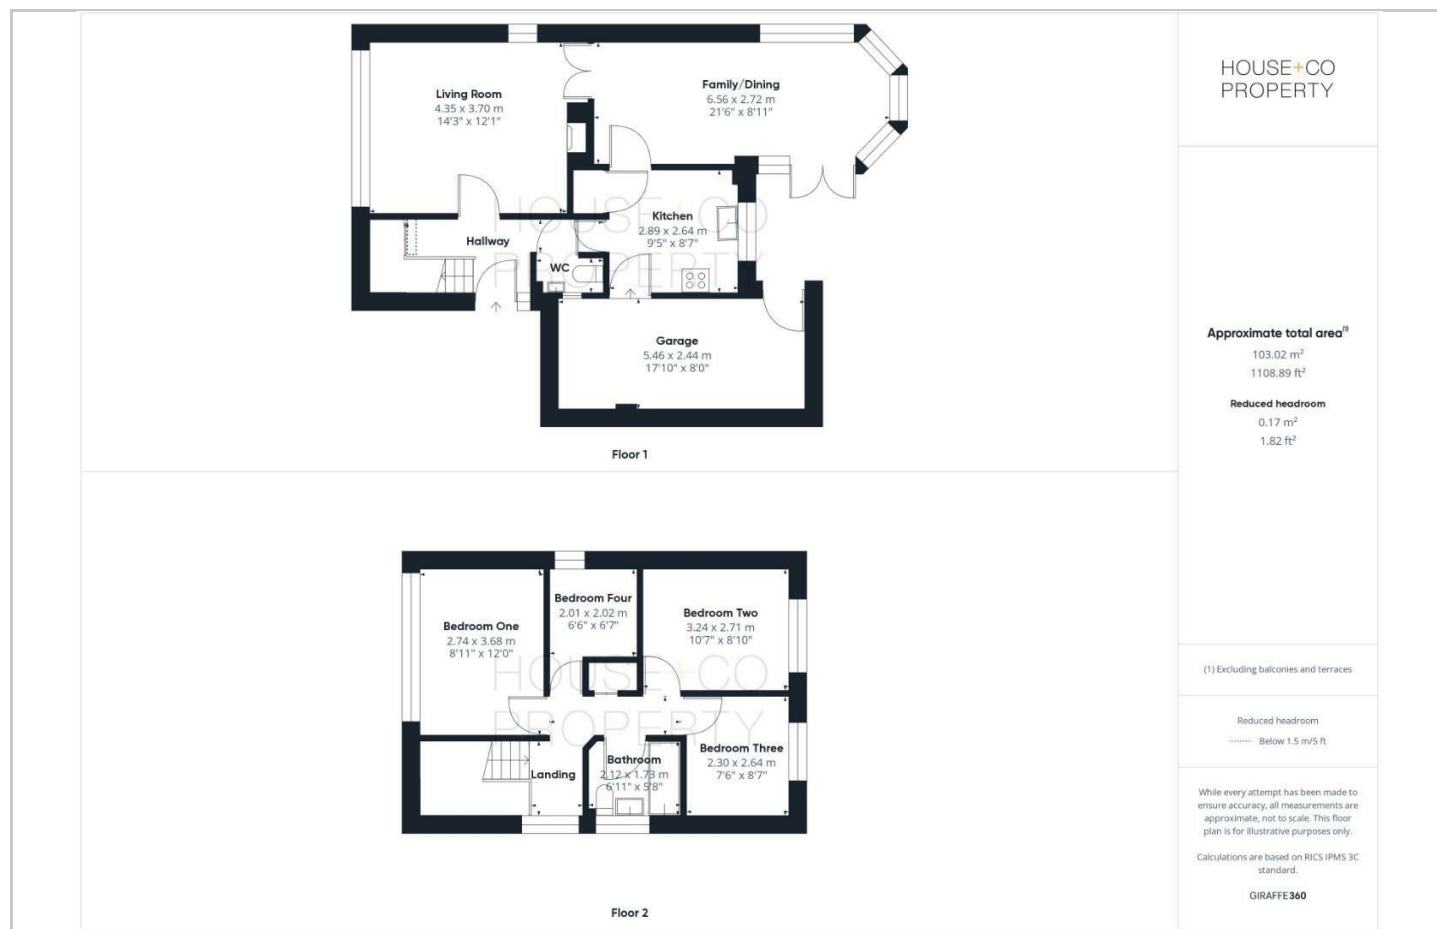 Living Room
4.35 x 3.70 m
14'3" x 12'1"
Family/Dining
6.56 x 2.72 m
21'6" x 8'11"
Kitchen
2.89 x 2.64 m
9'5" x 8'7"
Hallway
WC
Garage
5.46 x 2.44 m
17'10" x 8'0"
HOUSE+CO
PROPERTY
Floor 1
Bedroom One
2.74 x 3.68 m
8'11" x 12'0"
Bedroom Four
2.01 x 2.02 m
6'6" x 6'7"
Bedroom Two
3.24 x 2.71 m
10'7" x 8'10"
Bedroom Three
2.30 x 2.64 m
7'6" x 8'7"
Bathroom
2.12 x 1.73 m
6'11" x 5'8"
Landing
HOUSE+CO
PROPERTY
Floor 2
HOUSE+CO
PROPERTY
Approximate total area(1)
103.02 m²
1108.89 ft²
Reduced headroom
0.17 m²
1.82 ft²
(1) Excluding balconies and terraces
Reduced headroom
Below 1.5 m/5 ft
While every attempt has been made to
ensure accuracy, all measurements are
approximate, not to scale. This floor
plan is for illustrative purposes only.
Calculations are based on RICS IPMS 3C
standard.
GIRAFFE360